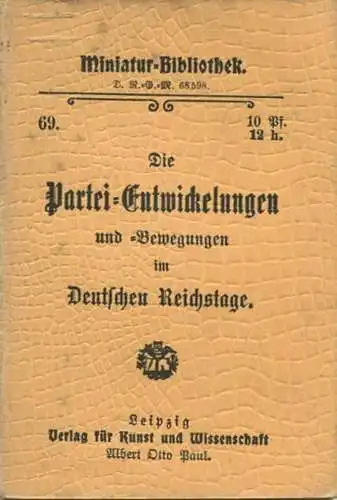 Miniatur-Bibliothek.
D. R.-G.-M. 68598.
69.
10 Pf.
12 h.
Die
Partei-Entwickelungen
und -Bewegungen
im
Deutschen Reichstage.
Leipzig
Verlag für Kunst und Wissenschaft
Albert Otto Paul.